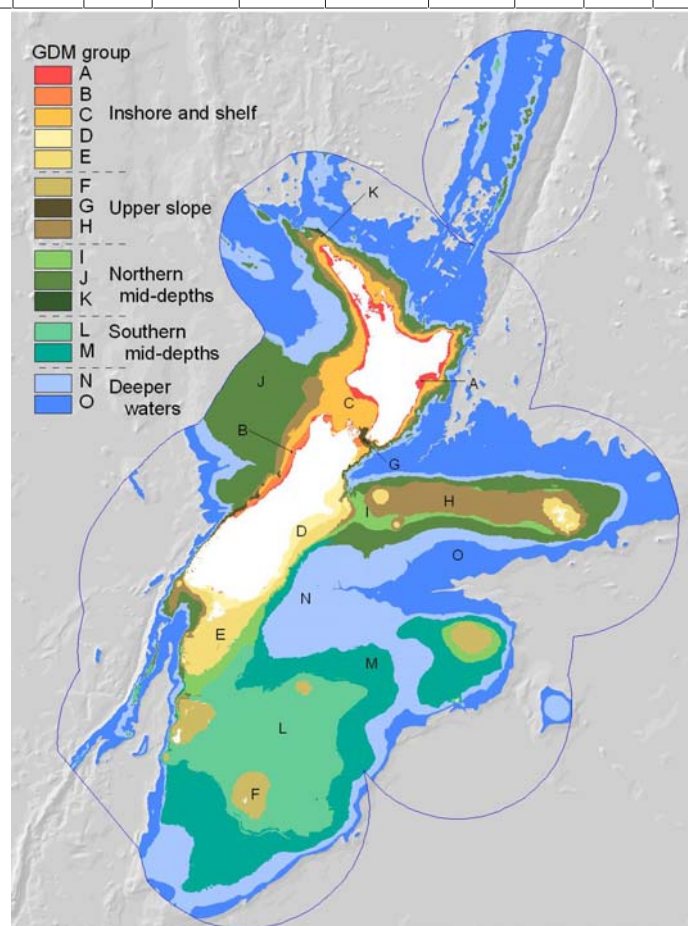 GDM group
A
B
C
D
E
Inshore and shelf
F
G
H
Upper slope
I
J
K
Northern
mid-depths
L
M
Southern
mid-depths
N
O
Deeper
waters
K
J
A
C
B
G
H
I
D
O
N
E
M
L
F